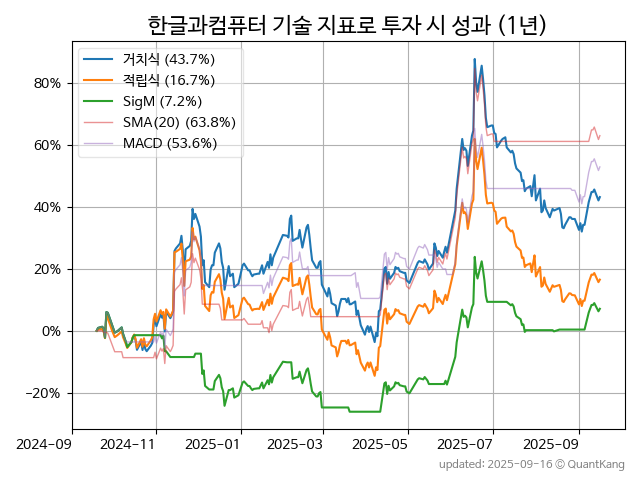 한글과컴퓨터 기술 지표로 투자 시 성과 (1년)
거치식 (43.7%)
적립식 (16.7%)
SigM (7.2%)
SMA(20) (63.8%)
MACD (53.6%)
80%
60%
40%
20%
0%
−20%
2024-09 2024-11 2025-01 2025-03 2025-05 2025-07 2025-09
updated: 2025-09-16 © QuantKang